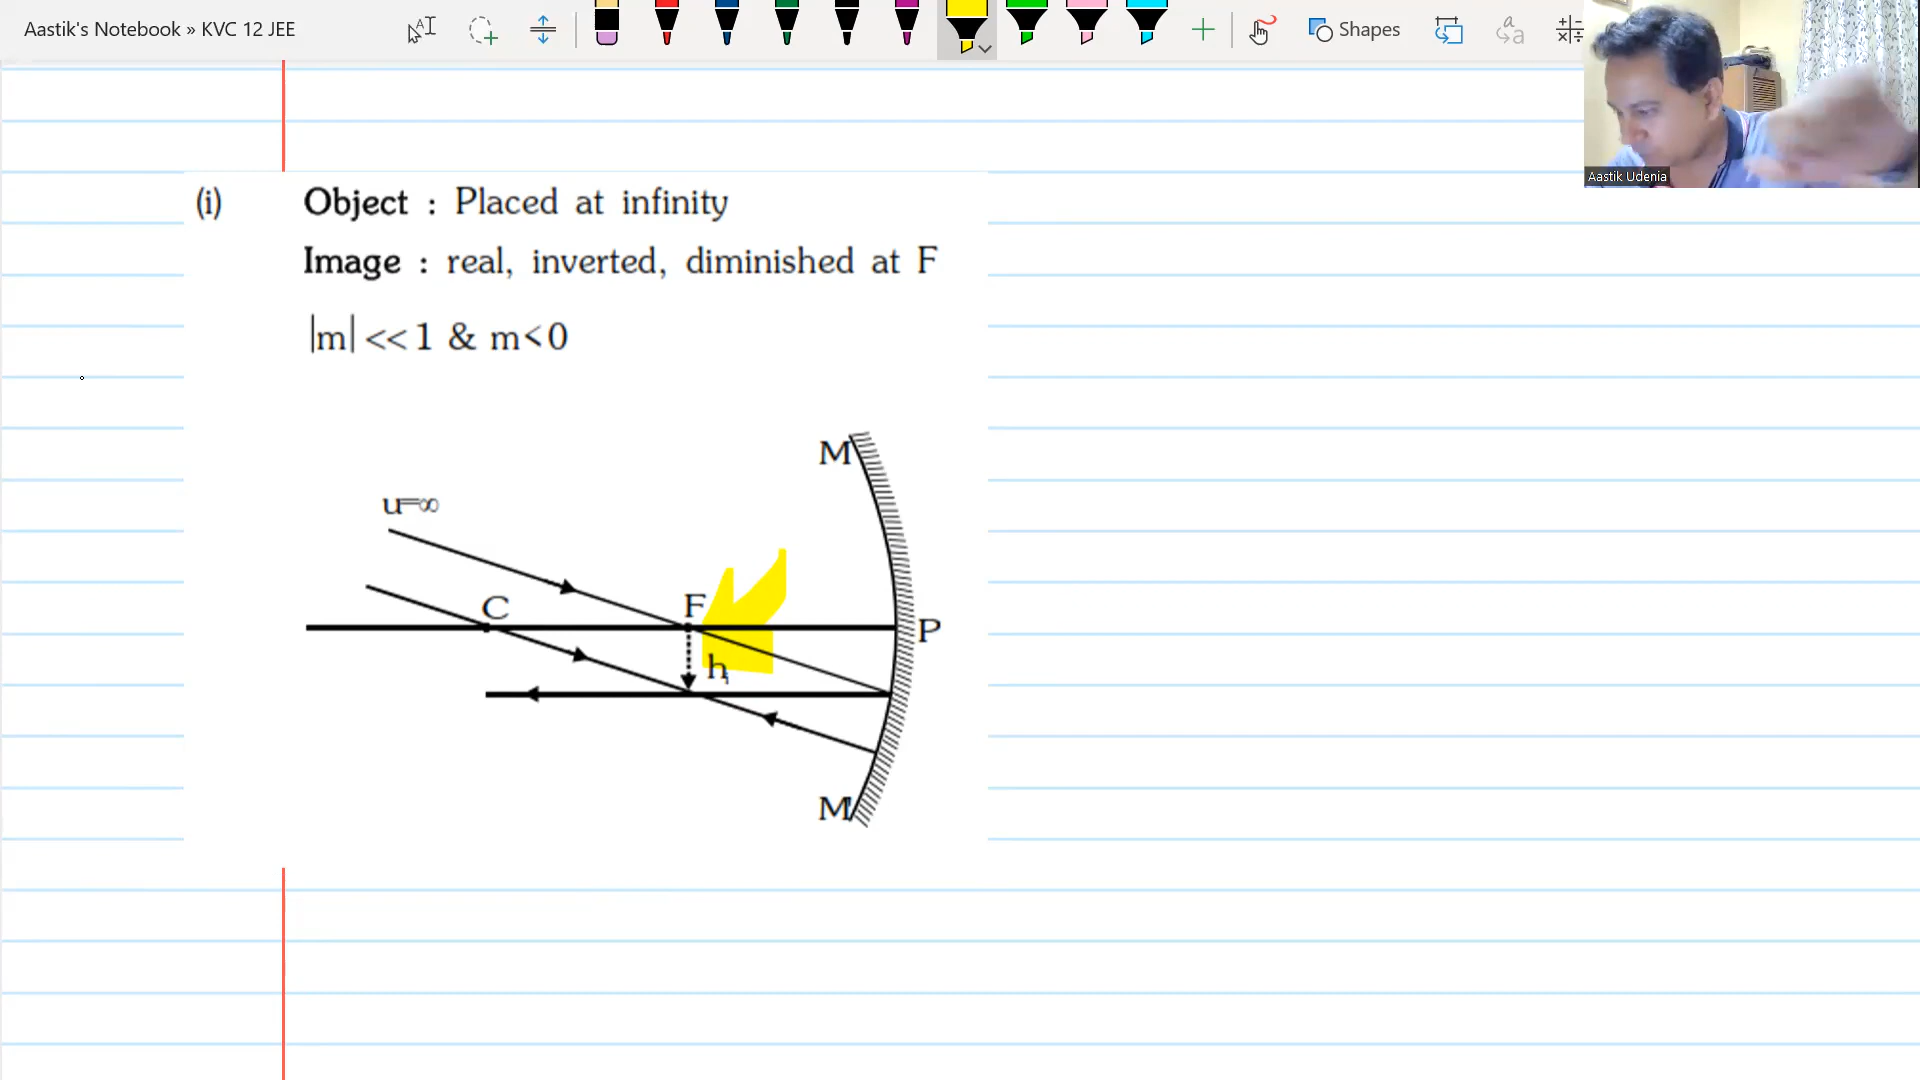 Aastik's Notebook » KVC 12 JEE
Shapes
Aastik Udenia
(i) Object : Placed at infinity
Image : real, inverted, diminished at F
|m| << 1 & m<0
M
u=∞
C
F
P
hᵢ
M'